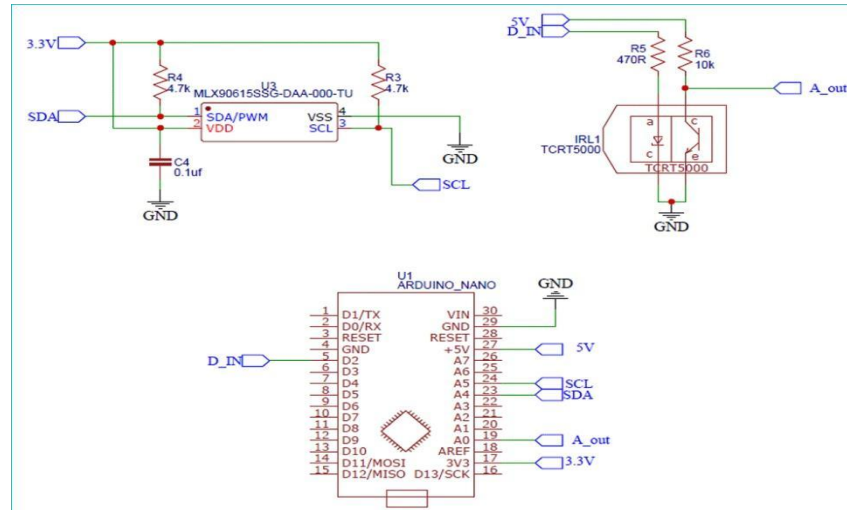 3.3V
R4
4.7k
U3
MLX90615SSG-DAA-000-TU
R3
4.7k
SDA
1 SDA/PWM VSS 4
2 VDD SCL 3
C4
0.1uf
GND
GND
SCL
5V
D_IN
R5
470R
R6
10k
A_out
IRL1
TCRT5000
a
c
c
e
TCRT5000
GND
U1
ARDUINO_NANO
GND
1 D1/TX VIN 30
2 D0/RX GND 29
3 RESET RESET 28
4 GND +5V 27
5 D2 A7 26
6 D3 A6 25
7 D4 A5 24
8 D5 A4 23
9 D6 A3 22
10 D7 A2 21
11 D8 A1 20
12 D9 A0 19
13 D10 AREF 18
14 D11/MOSI 3V3 17
15 D12/MISO D13/SCK 16
D_IN
5V
SCL
SDA
A_out
3.3V